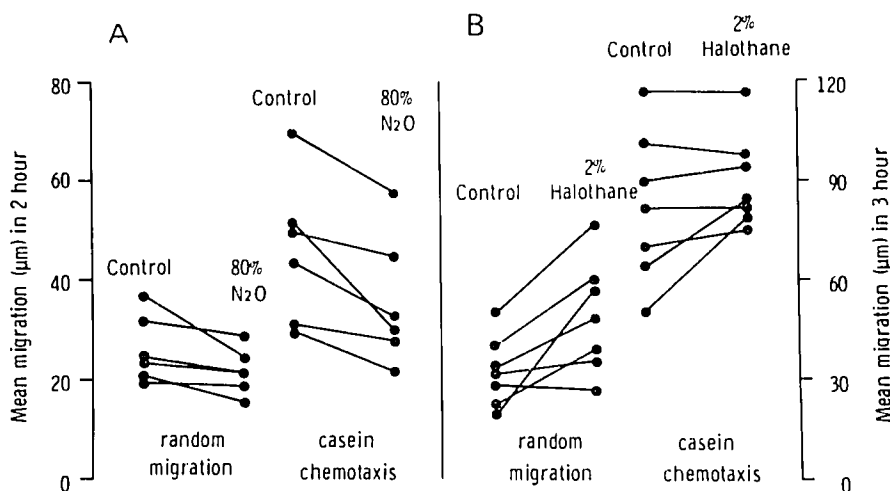 A
B
2%
Control Halothane
80
60
40
20
0
Mean migration (μm) in 2 hour
Control
80%
N2O
Control
80%
N2O
random
migration
casein
chemotaxis
Control
2%
Halothane
random
migration
casein
chemotaxis
120
90
60
30
0
Mean migration (μm) in 3 hour